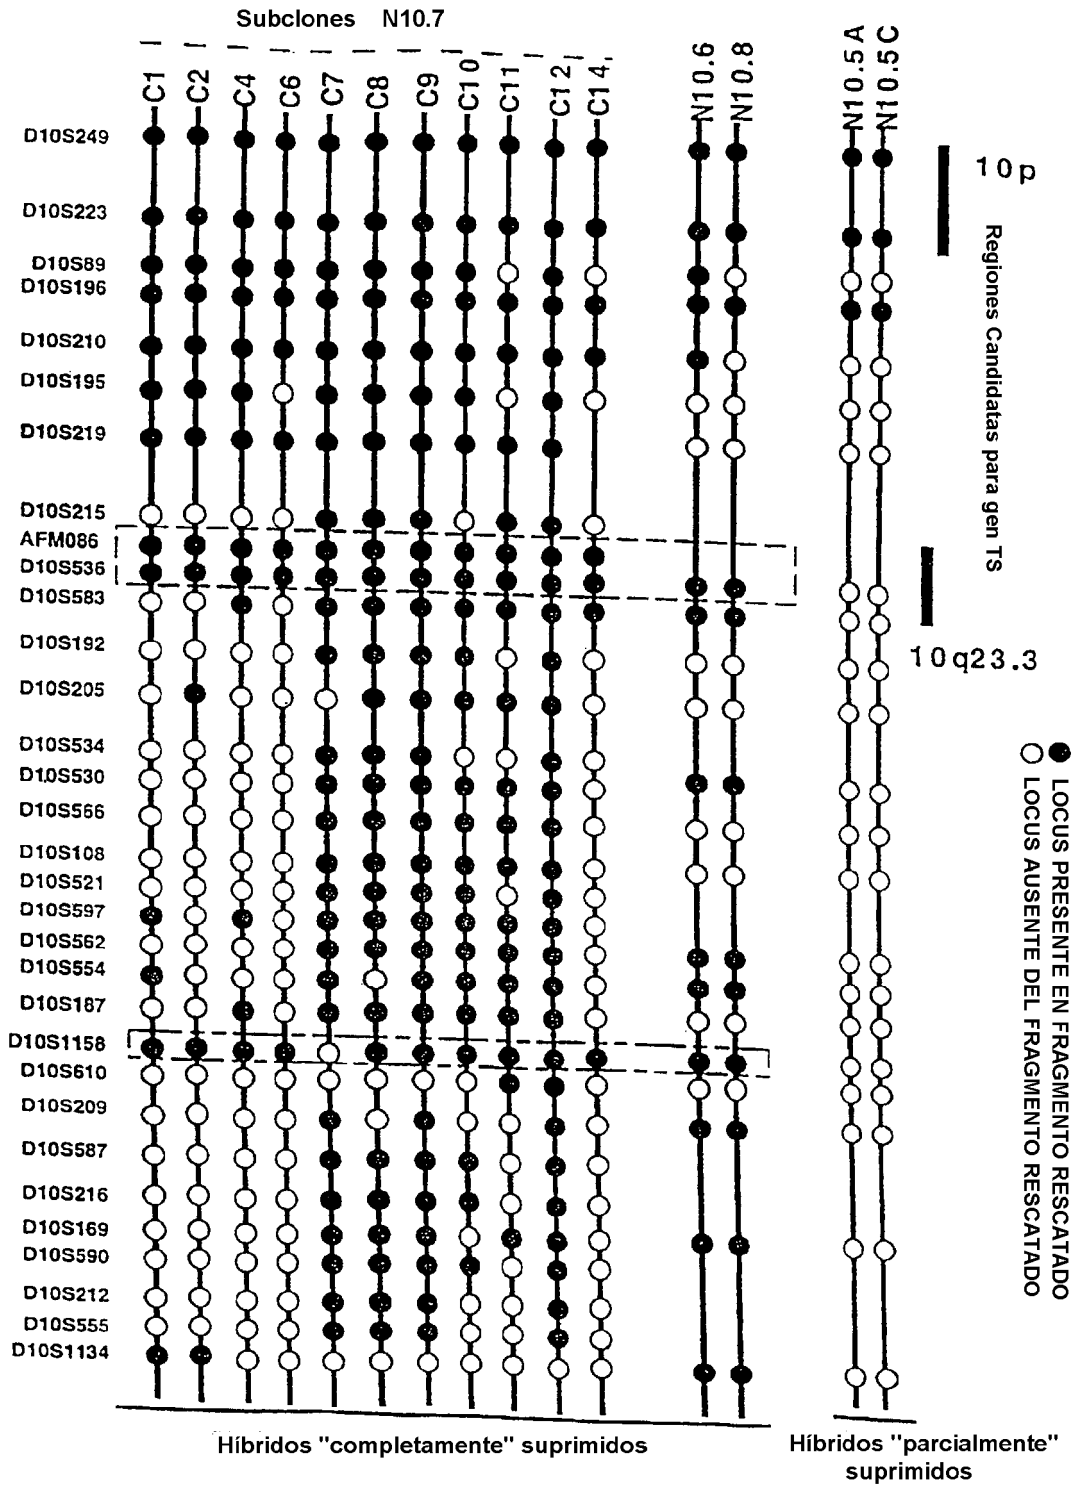 Subclones N10.7
C1 C2 C4 C6 C7 C8 C9 C10 C11 C12 C14 N10.6 N10.8 N10.5A N10.5C
D10S249
D10S223
D10S89
D10S196
D10S210
D10S195
D10S219
D10S215
AFM086
D10S536
D10S583
D10S192
D10S205
D10S534
D10S530
D10S566
D10S108
D10S521
D10S597
D10S562
D10S554
D10S187
D10S1158
D10S610
D10S209
D10S587
D10S216
D10S169
D10S590
D10S212
D10S555
D10S1134
10p
Regiones Candidatas para gen TS
10q23.3
LOCUS PRESENTE EN FRAGMENTO RESCATADO
LOCUS AUSENTE DEL FRAGMENTO RESCATADO
Híbridos "completamente" suprimidos
Híbridos "parcialmente"
suprimidos